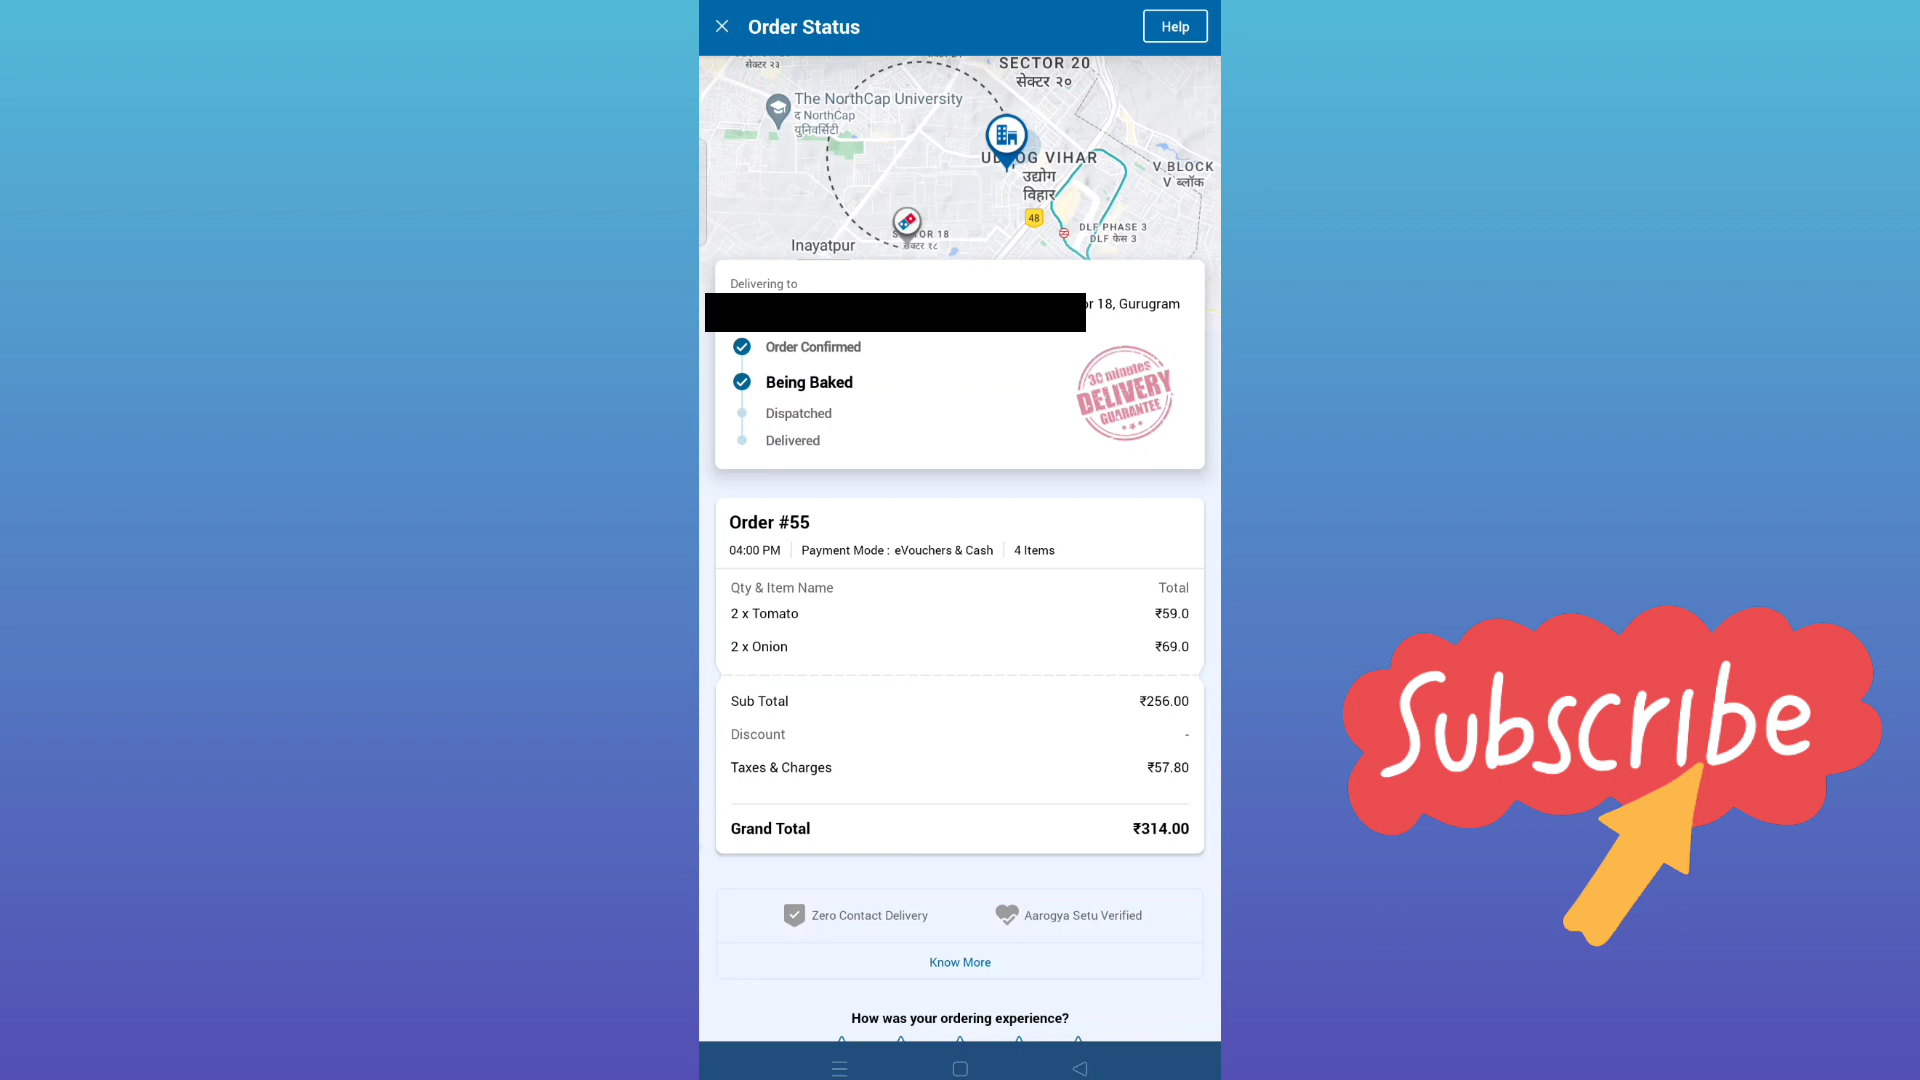 Order Status
Help
सेक्टर २३
SECTOR 20
सेक्टर २०
The NorthCap University
द NorthCap
युनिवर्सिटी
OG VIHAR
उद्योग
विहार
V BLOCK
V ब्लॉक
48
DLF PHASE 3
DLF फेस 3
OR 18
सेक्टर १८
Inayatpur
Delivering to
or 18, Gurugram
Order Confirmed
Being Baked
Dispatched
Delivered
30 minutes
DELIVERY
GUARANTEE
Order #55
04:00 PM
Payment Mode : eVouchers & Cash
4 Items
Qty & Item Name
Total
2 x Tomato
₹59.0
2 x Onion
₹69.0
Sub Total
₹256.00
Discount
-
Taxes & Charges
₹57.80
Grand Total
₹314.00
Zero Contact Delivery
Aarogya Setu Verified
Know More
How was your ordering experience?
Subscribe